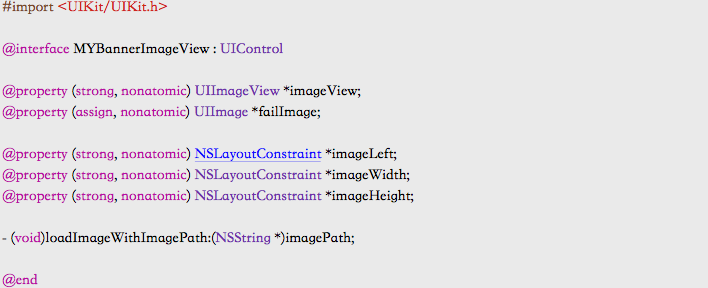 #import <UIKit/UIKit.h>
@interface MYBannerImageView : UIControl
@property (strong, nonatomic) UIImageView *imageView;
@property (assign, nonatomic) UIImage *failImage;
@property (strong, nonatomic) NSLayoutConstraint *imageLeft;
@property (strong, nonatomic) NSLayoutConstraint *imageWidth;
@property (strong, nonatomic) NSLayoutConstraint *imageHeight;
- (void)loadImageWithImagePath:(NSString *)imagePath;
@end